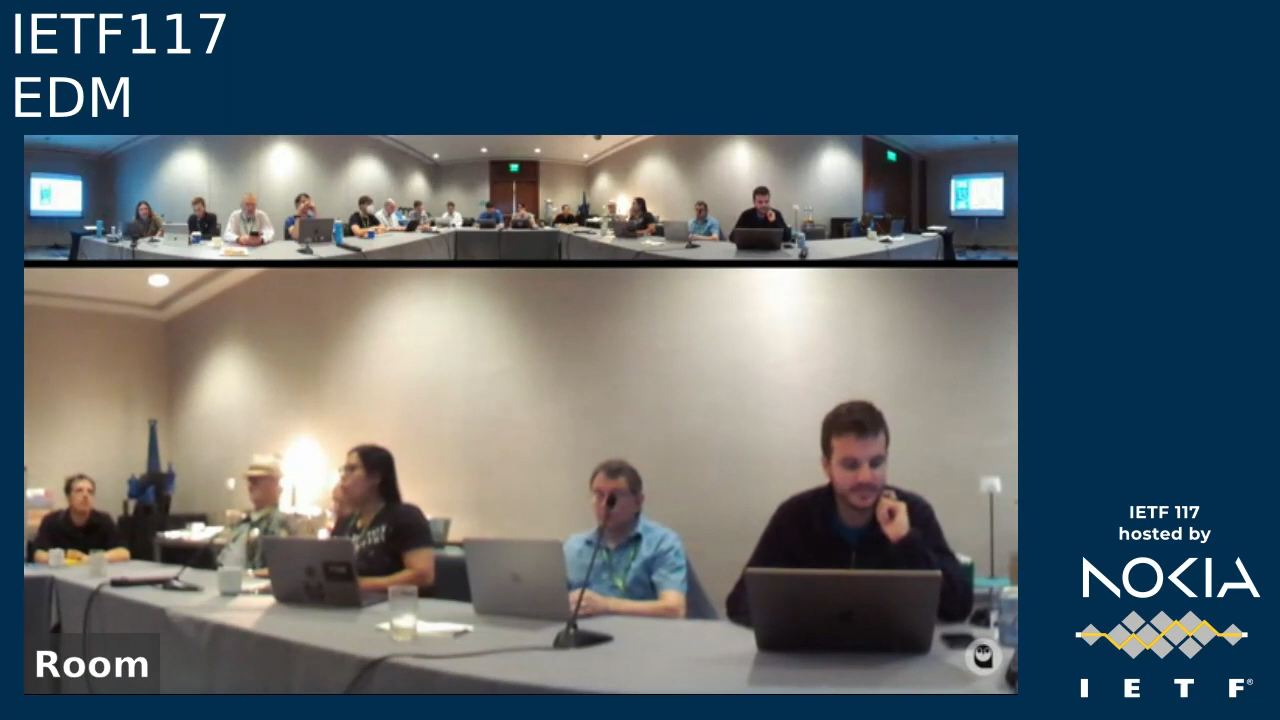 IETF117
EDM
Room
IETF 117
hosted by
NOKIA
I E T F®